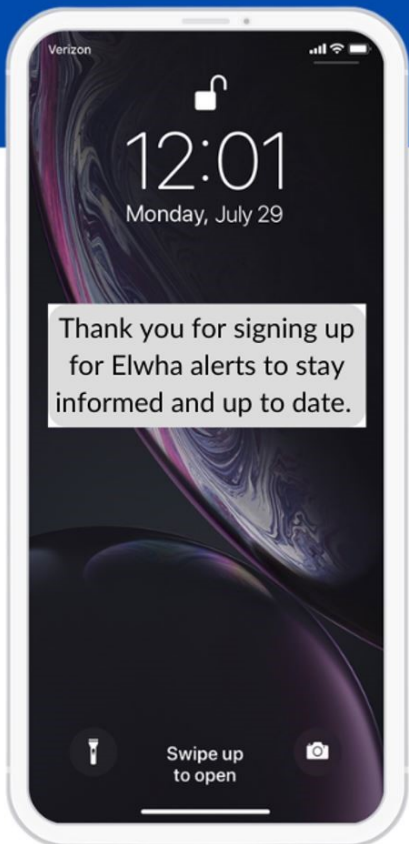 Verizon
12:01
Monday, July 29
Thank you for signing up
for Elwha alerts to stay
informed and up to date.
Swipe up
to open